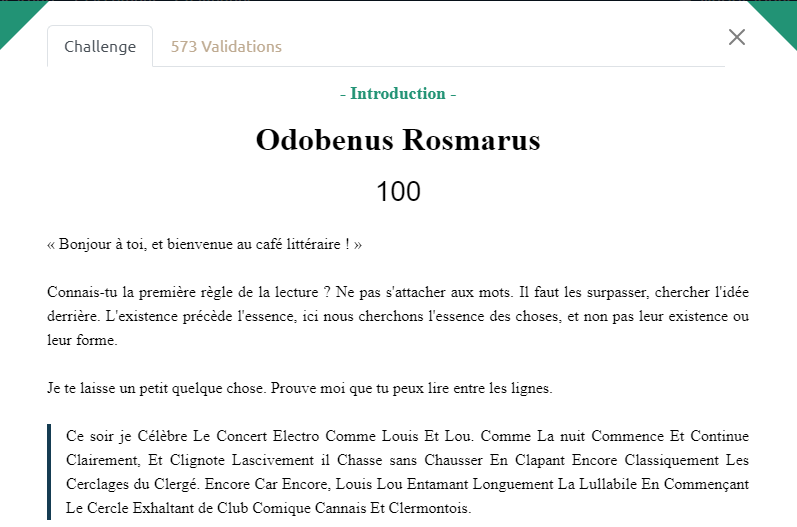 Challenge
573 Validations
- Introduction -
Odobenus Rosmarus
100
« Bonjour à toi, et bienvenue au café littéraire ! »
Connais-tu la première règle de la lecture ? Ne pas s'attacher aux mots. Il faut les surpasser, chercher l'idée
derrière. L'existence précède l'essence, ici nous cherchons l'essence des choses, et non pas leur existence ou
leur forme.
Je te laisse un petit quelque chose. Prouve moi que tu peux lire entre les lignes.
Ce soir je Célèbre Le Concert Electro Comme Louis Et Lou. Comme La nuit Commence Et Continue
Clairement, Et Clignote Lascivement il Chasse sans Chausser En Clapant Encore Classiquement Les
Cerclages du Clergé. Encore Car Encore, Louis Lou Entamant Longuement La Lullabile En Commençant
Le Cercle Exhaltant de Club Comique Cannais Et Clermontois.